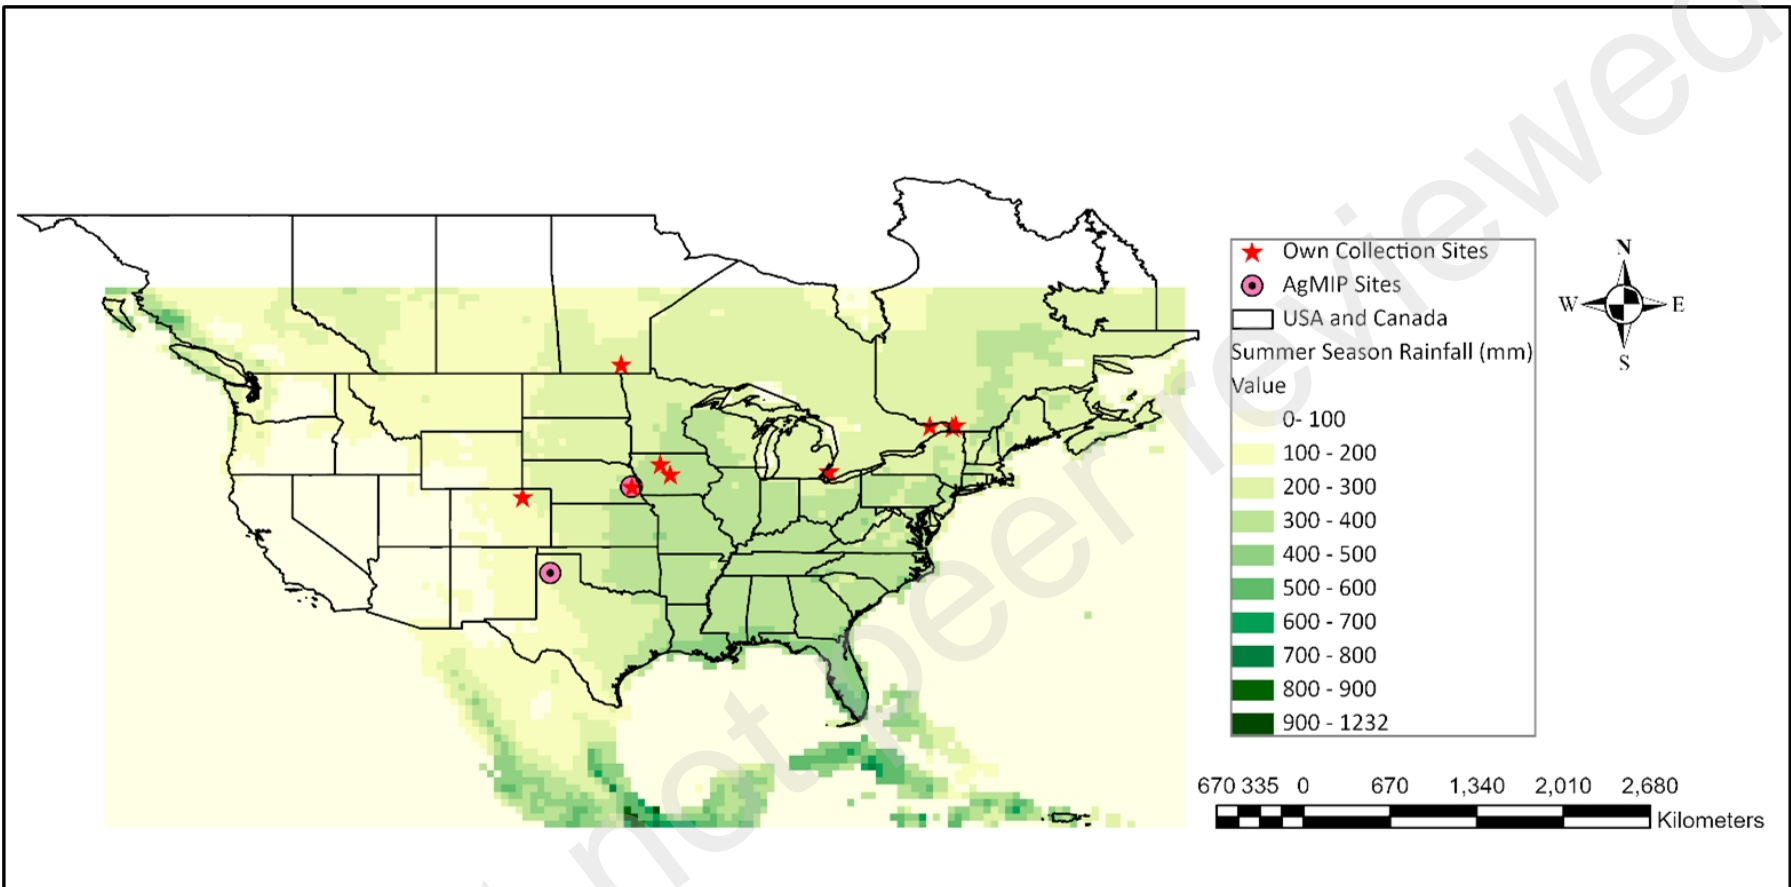 Own Collection Sites
AgMIP Sites
USA and Canada
Summer Season Rainfall (mm)
Value
0- 100
100 - 200
200 - 300
300 - 400
400 - 500
500 - 600
600 - 700
700 - 800
800 - 900
900 - 1232
N
W E
S
670 335 0 670 1,340 2,010 2,680
Kilometers
not peer reviewed